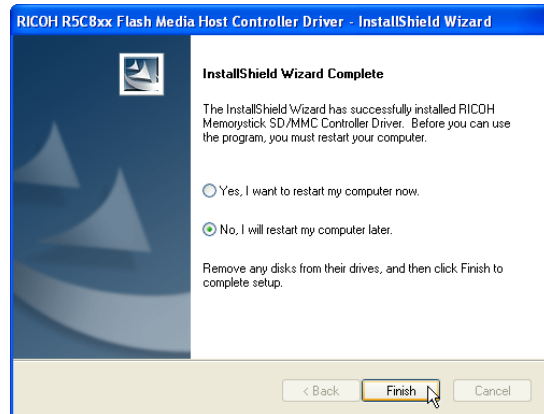 RICOH R5C8xx Flash Media Host Controller Driver - InstallShield Wizard
InstallShield Wizard Complete
The InstallShield Wizard has successfully installed RICOH
Memorystick SD/MMC Controller Driver.  Before you can use
the program, you must restart your computer.
Yes, I want to restart my computer now.
No, I will restart my computer later.
Remove any disks from their drives, and then click Finish to
complete setup.
< Back
Finish
Cancel